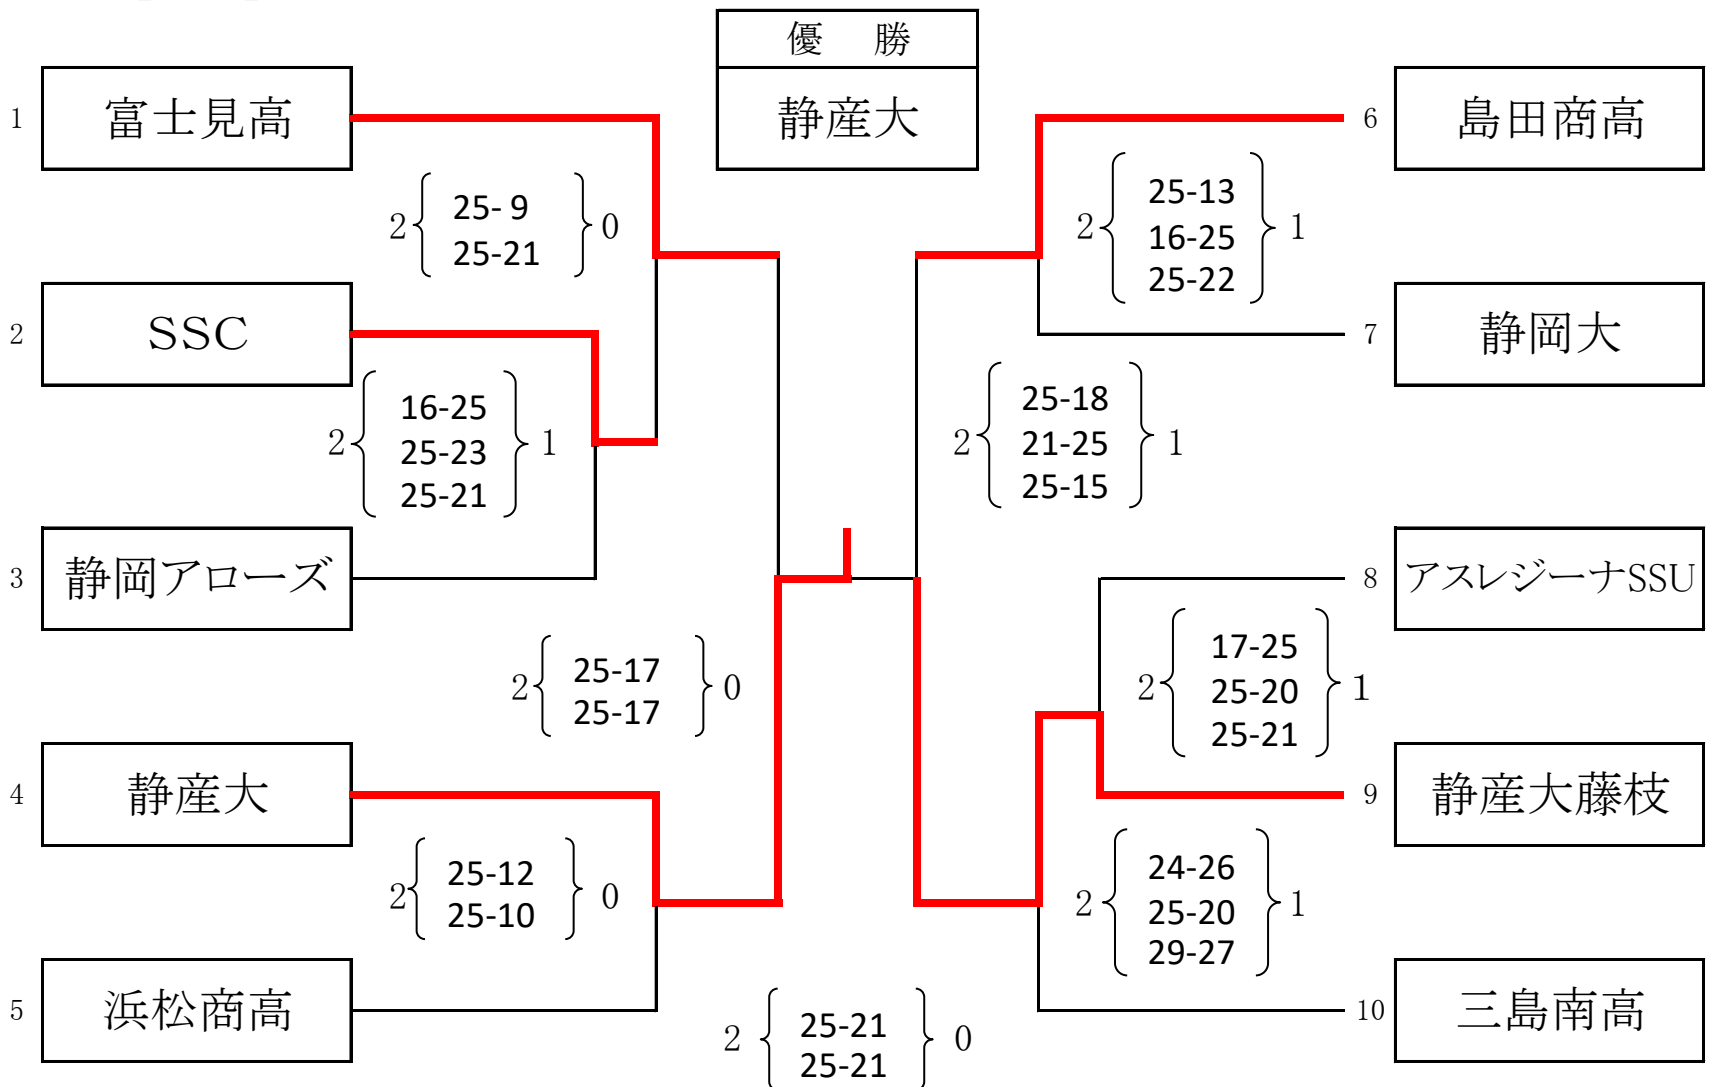 優 勝
静産大
1 富士見高
6 島田商高
2 25- 9 0
25-21
2 25-13 1
16-25
25-22
2 SSC
7 静岡大
2 16-25 1
25-23
25-21
2 25-18 1
21-25
25-15
3 静岡アローズ
8 アスレジーナSSU
2 25-17 0
25-17
2 17-25 1
25-20
25-21
4 静産大
9 静産大藤枝
2 25-12 0
25-10
2 24-26 1
25-20
29-27
5 浜松商高
10 三島南高
2 25-21 0
25-21